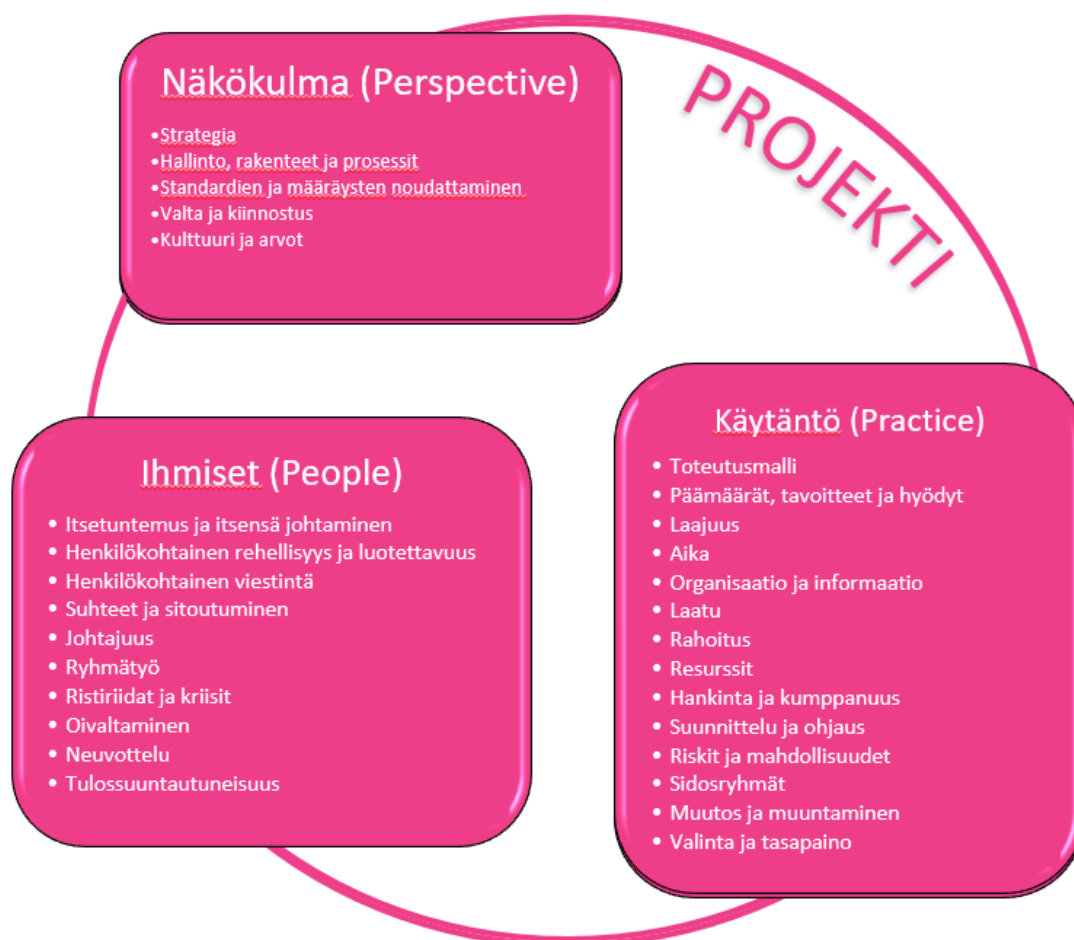 PROJEKTI
Näkökulma (Perspective)
•Strategia
•Hallinto, rakenteet ja prosessit
•Standardien ja määräysten noudattaminen
•Valta ja kiinnostus
•Kulttuuri ja arvot
Käytäntö (Practice)
• Toteutusmalli
• Päämäärät, tavoitteet ja hyödyt
• Laajuus
• Aika
• Organisaatio ja informaatio
• Laatu
• Rahoitus
• Resurssit
• Hankinta ja kumppanuus
• Suunnittelu ja ohjaus
• Riskit ja mahdollisuudet
• Sidosryhmät
• Muutos ja muuntaminen
• Valinta ja tasapaino
Ihmiset (People)
• Itsetuntemus ja itsensä johtaminen
• Henkilökohtainen rehellisyys ja luotettavuus
• Henkilökohtainen viestintä
• Suhteet ja sitoutuminen
• Johtajuus
• Ryhmätyö
• Ristiriidat ja kriisit
• Oivaltaminen
• Neuvottelu
• Tulossuuntautuneisuus